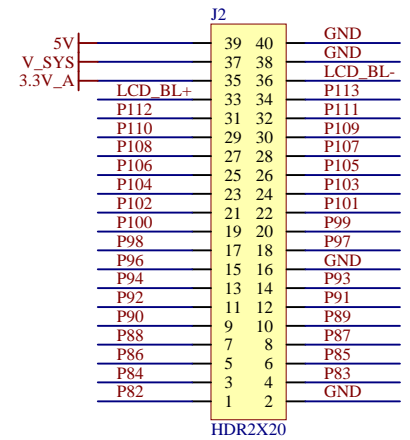 J2
5V 39 40 GND
V_SYS 37 38 GND
3.3V_A 35 36 LCD_BL-
LCD_BL+ 33 34 P113
P112 31 32 P111
P110 29 30 P109
P108 27 28 P107
P106 25 26 P105
P104 23 24 P103
P102 21 22 P101
P100 19 20 P99
P98 17 18 P97
P96 15 16 GND
P94 13 14 P93
P92 11 12 P91
P90 9 10 P89
P88 7 8 P87
P86 5 6 P85
P84 3 4 P83
P82 1 2 GND
HDR2X20